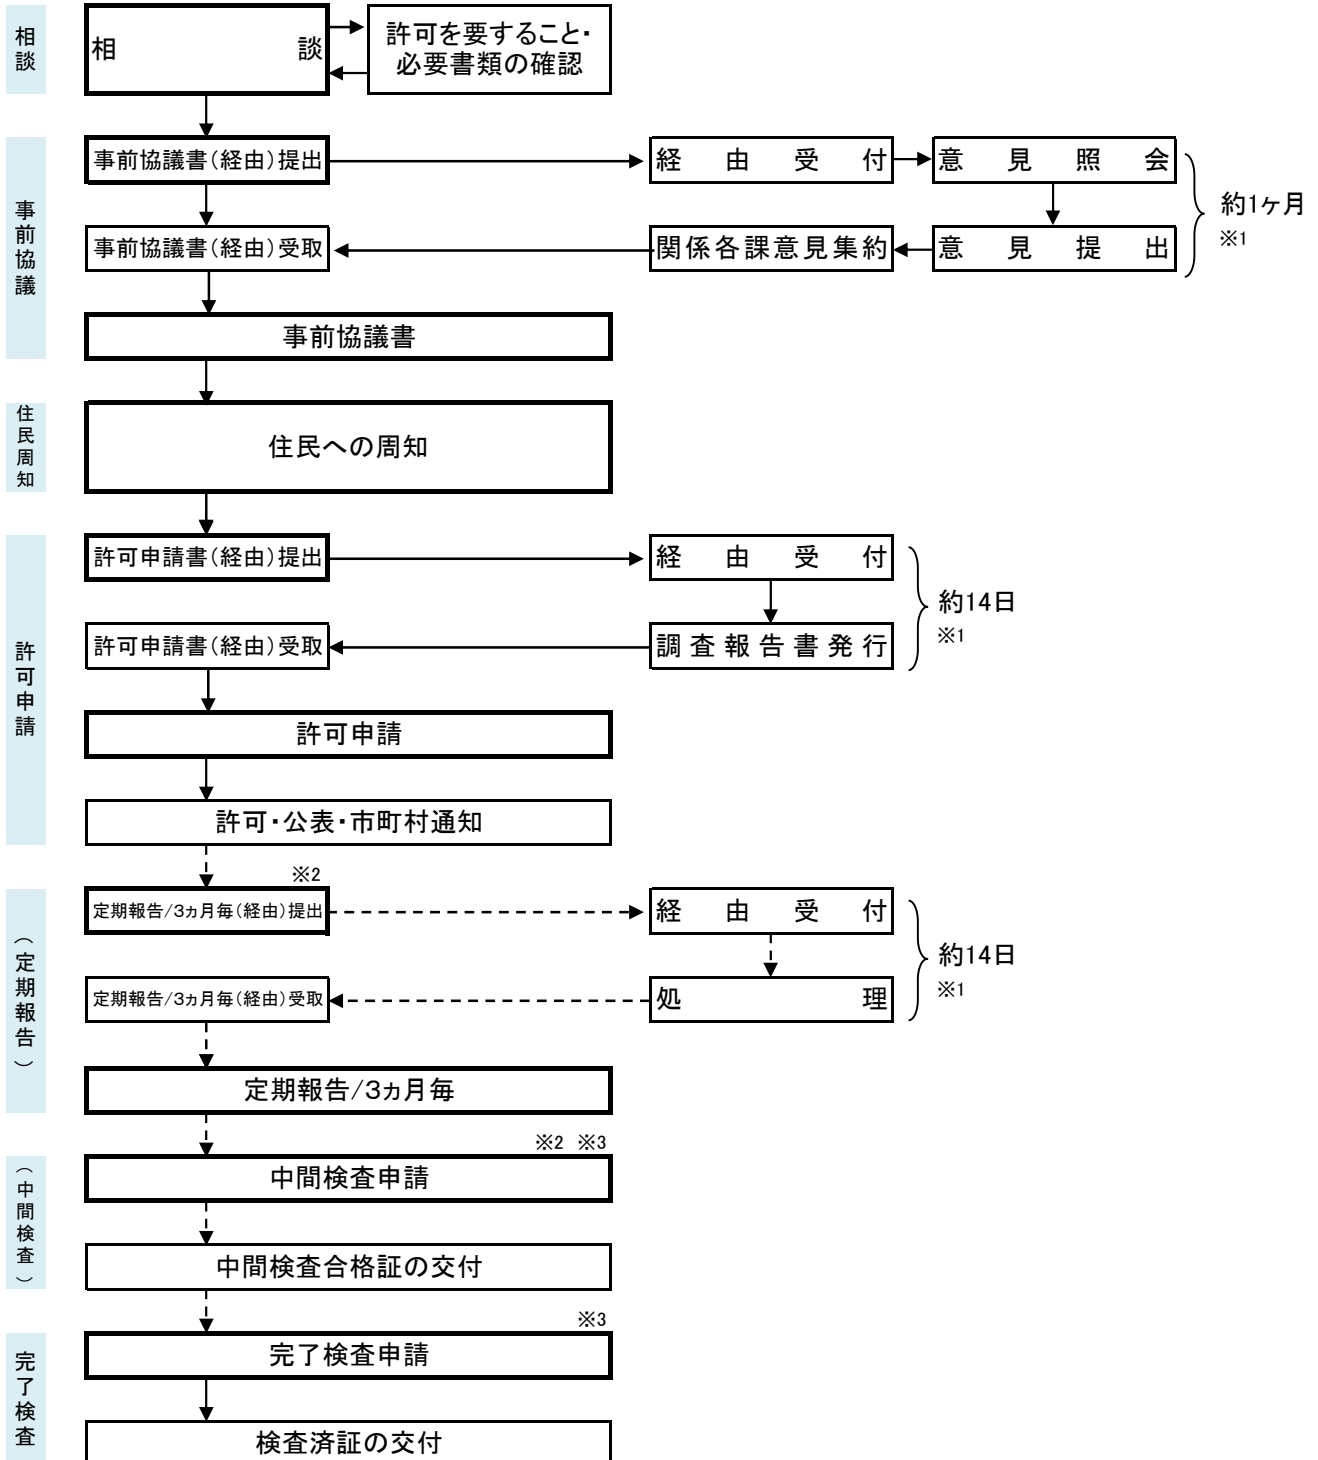 相談
相談
許可を要すること・
必要書類の確認
事前協議
事前協議書(経由)提出
経由受付
意見照会
約1ヶ月
※1
事前協議書(経由)受取
関係各課意見集約
意見提出
事前協議書
住民周知
住民への周知
許可申請
許可申請書(経由)提出
経由受付
約14日
※1
許可申請書(経由)受取
調査報告書発行
許可申請
許可・公表・市町村通知
(定期報告)
※2
定期報告/3ヵ月毎(経由)提出
経由受付
約14日
※1
定期報告/3ヵ月毎(経由)受取
処理
定期報告/3ヵ月毎
(中間検査)
※2 ※3
中間検査申請
中間検査合格証の交付
※3
完了検査
完了検査申請
検査済証の交付